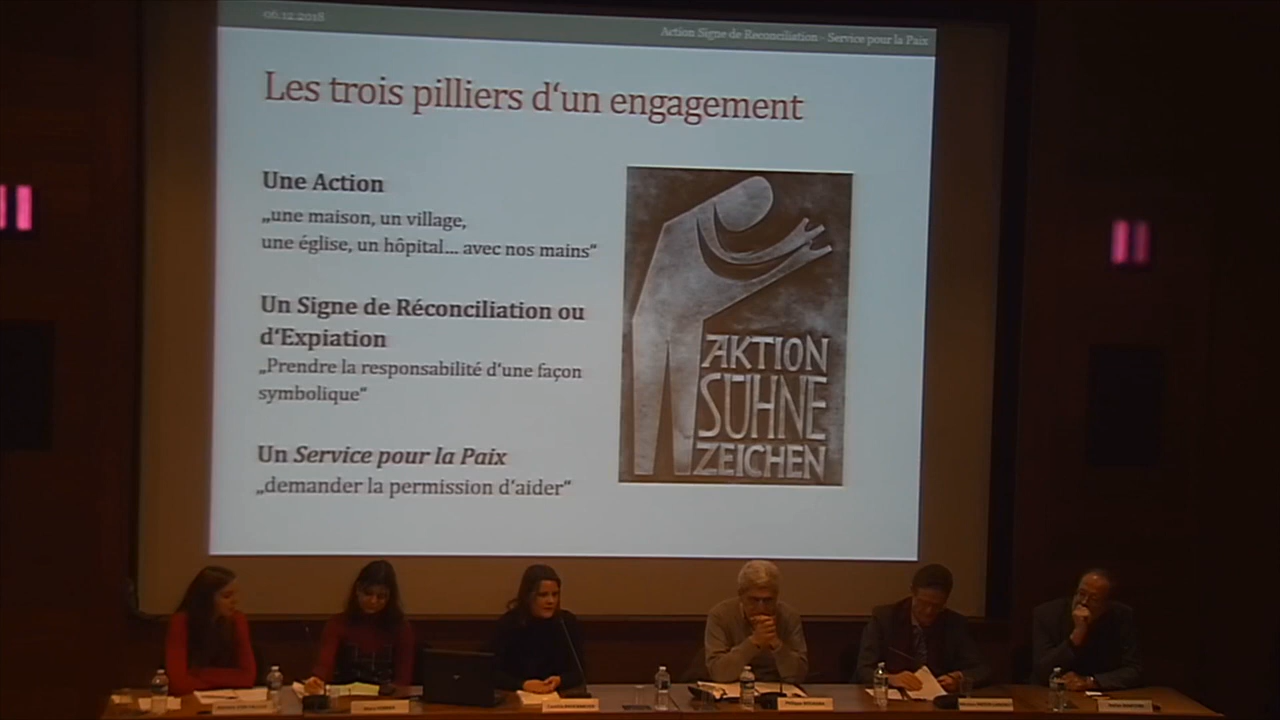 06.12.2018
Action Signe de Reconciliation - Service pour la Paix
Les trois pilliers d‘un engagement
Une Action
„une maison, un village,
une église, un hôpital... avec nos mains“
Un Signe de Réconciliation ou
d‘Expiation
„Prendre la responsabilité d‘une façon
symbolique“
Un Service pour la Paix
„demander la permission d‘aider“
AKTION
SÜHNE
ZEICHEN